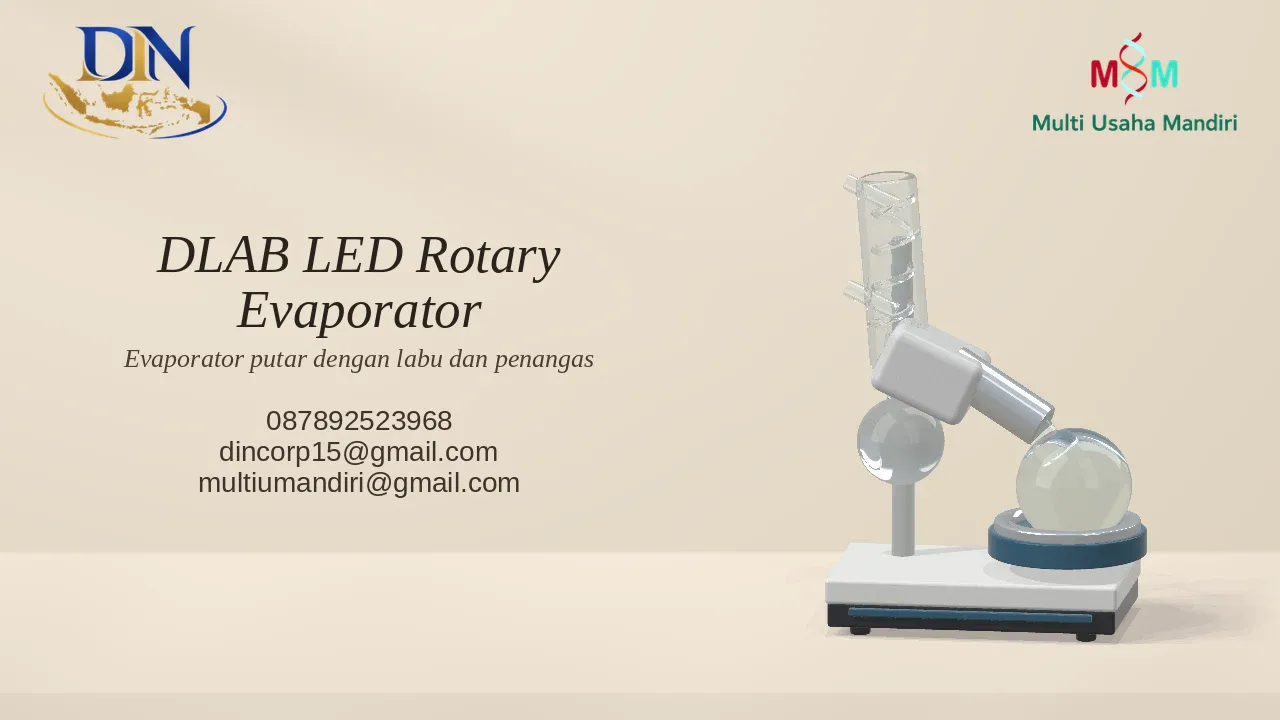 DIN
MSM
Multi Usaha Mandiri
DLAB LED Rotary
Evaporator
Evaporator putar dengan labu dan penangas
087892523968
dincorp15@gmail.com
multiumandiri@gmail.com